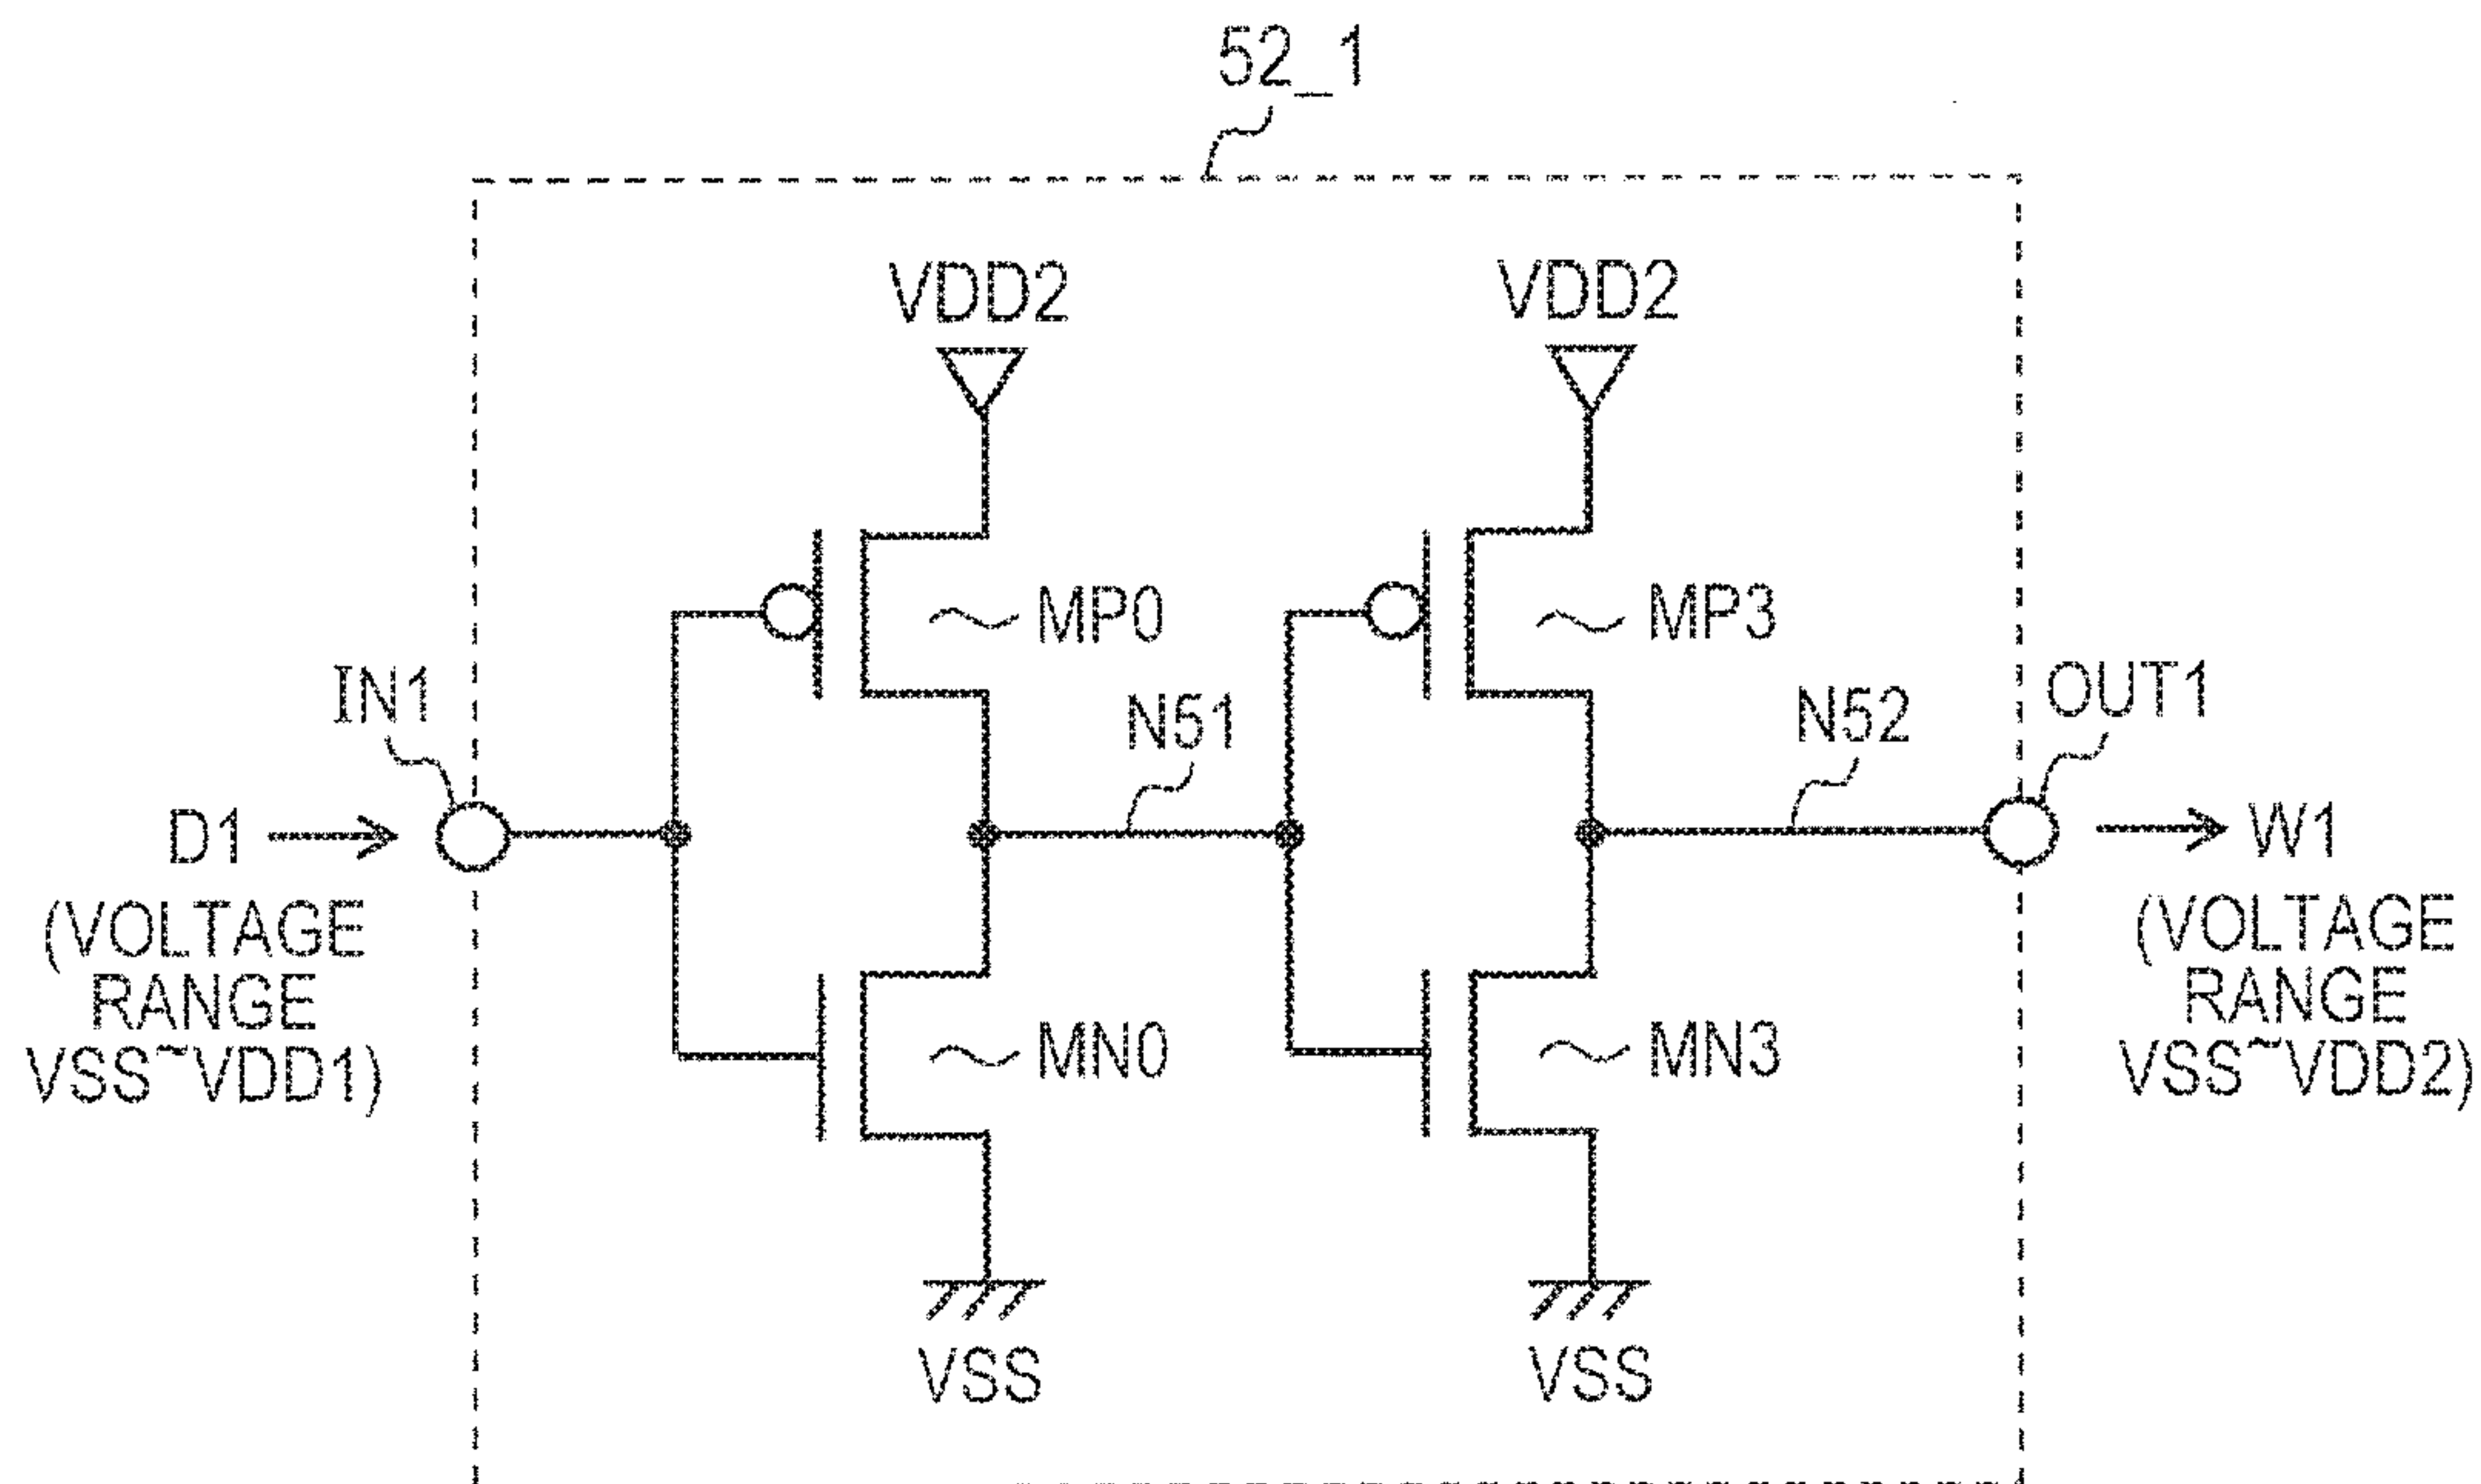 52_1
VDD2
VDD2
MP0
MP3
IN1
N51
N52
OUT1
D1
W1
(VOLTAGE
RANGE
VSS~VDD1)
(VOLTAGE
RANGE
VSS~VDD2)
MN0
MN3
VSS
VSS